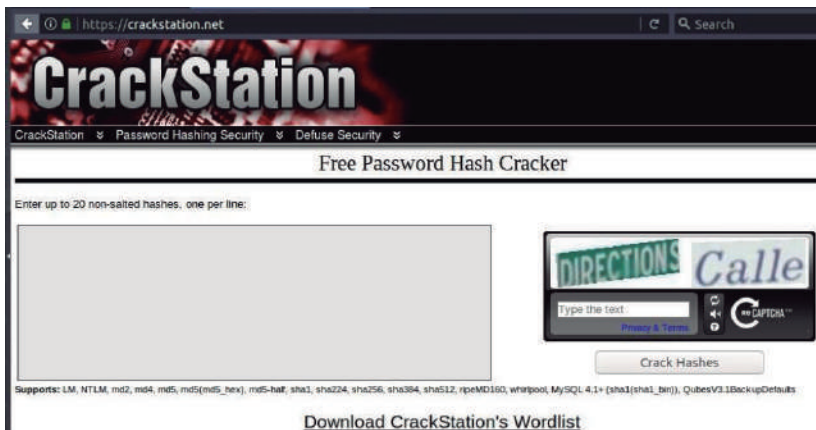 https://crackstation.net
Search
CrackStation
CrackStation Password Hashing Security Defuse Security
Free Password Hash Cracker
Enter up to 20 non-salted hashes, one per line:
DIRECTIONS Calle
Type the text
Privacy & Terms
reCAPTCHA™
Crack Hashes
Supports: LM, NTLM, md2, md4, md5, md5(md5_hex), md5-half, sha1, sha224, sha256, sha384, sha512, ripeMD160, whirlpool, MySQL 4.1+ (sha1(sha1_bin)), QubesV3.1BackupDefaults
Download CrackStation's Wordlist